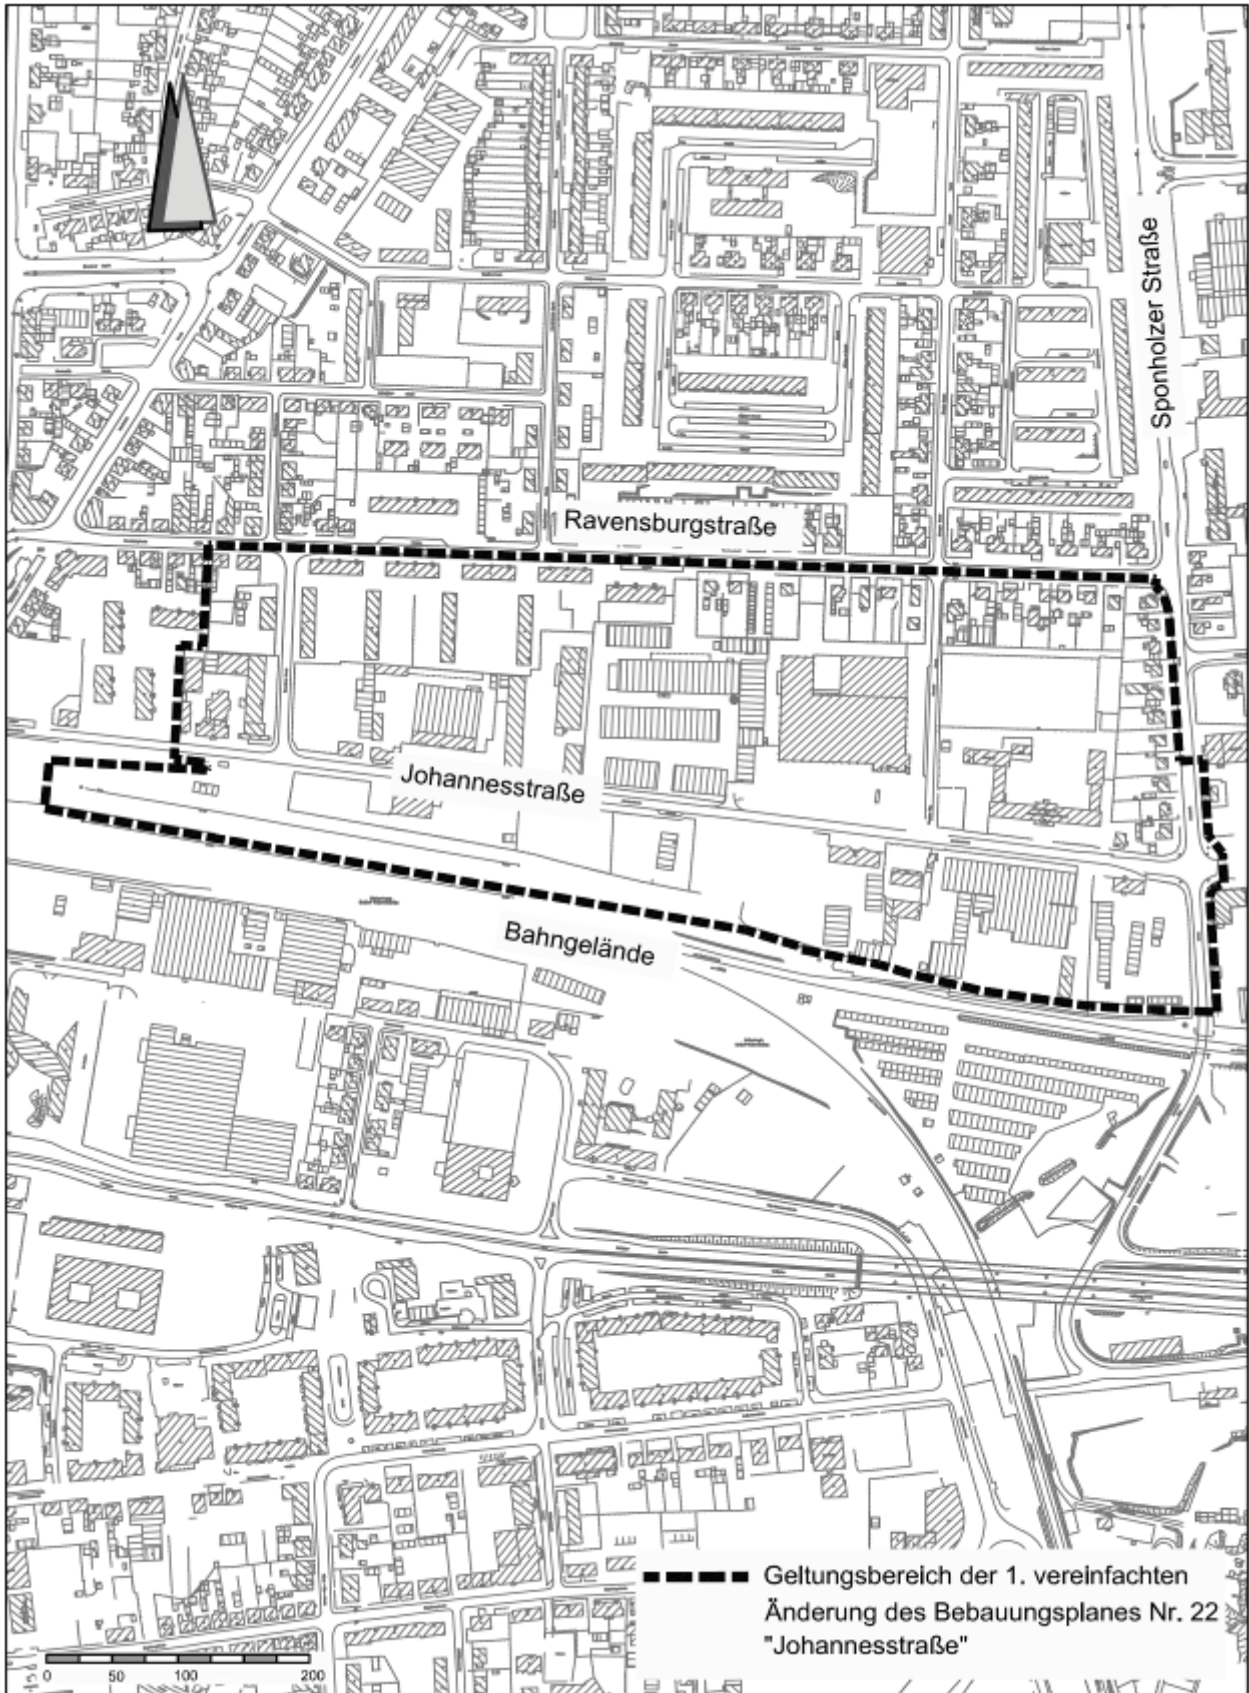 Sponholzer Straße
Ravensburgstraße
Johannesstraße
Bahngelände
Geltungsbereich der 1. vereinfachten
Änderung des Bebauungsplanes Nr. 22
"Johannesstraße"
0 50 100 200